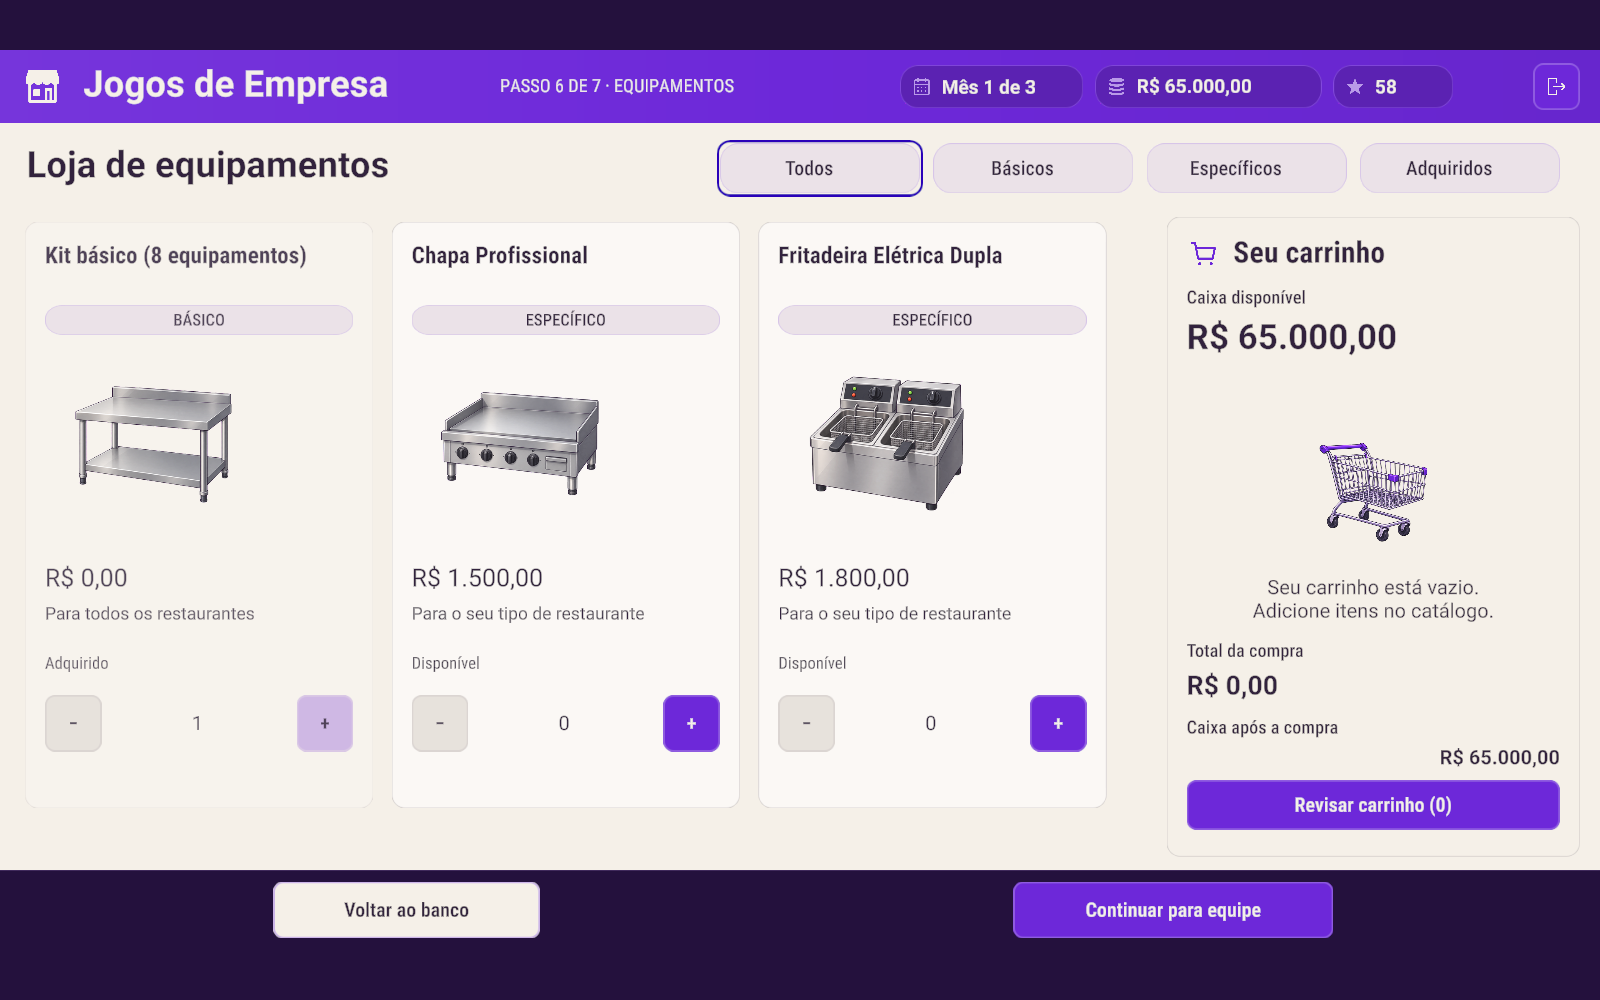 Jogos de Empresa
PASSO 6 DE 7 · EQUIPAMENTOS
Mês 1 de 3
R$ 65.000,00
58
Loja de equipamentos
Todos
Básicos
Específicos
Adquiridos
Kit básico (8 equipamentos)
BÁSICO
R$ 0,00
Para todos os restaurantes
Adquirido
-
1
+
Chapa Profissional
ESPECÍFICO
R$ 1.500,00
Para o seu tipo de restaurante
Disponível
-
0
+
Fritadeira Elétrica Dupla
ESPECÍFICO
R$ 1.800,00
Para o seu tipo de restaurante
Disponível
-
0
+
Seu carrinho
Caixa disponível
R$ 65.000,00
Seu carrinho está vazio.
Adicione itens no catálogo.
Total da compra
R$ 0,00
Caixa após a compra
R$ 65.000,00
Revisar carrinho (0)
Voltar ao banco
Continuar para equipe